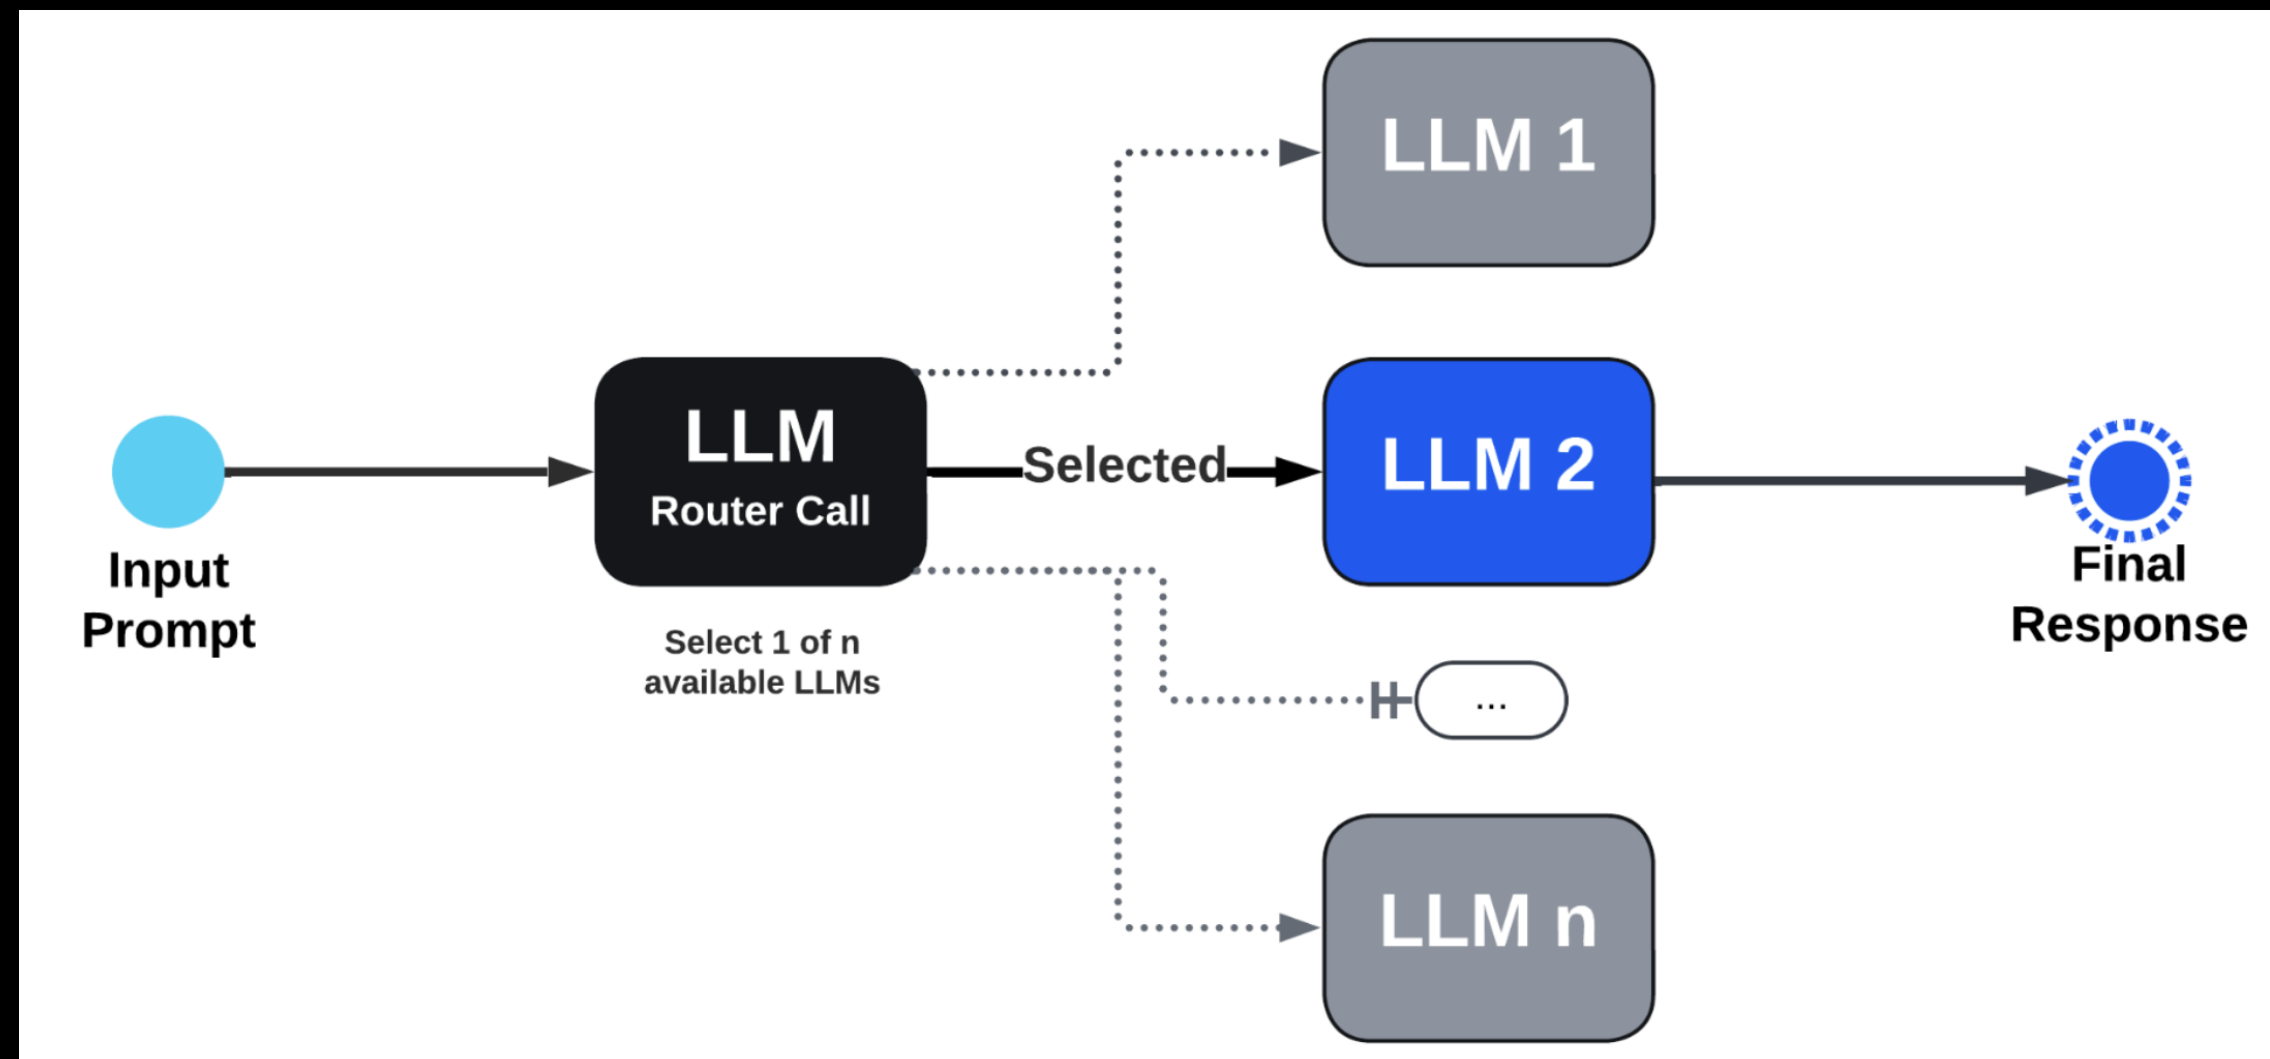 Input
Prompt
LLM
Router Call
Select 1 of n
available LLMs
Selected
LLM 1
LLM 2
...
LLM n
Final
Response